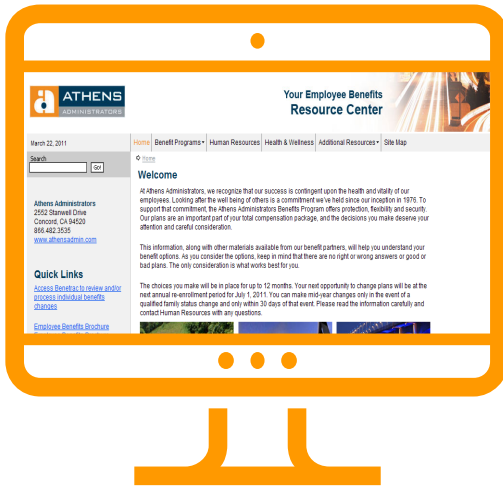 ATHENS
ADMINISTRATORS
Your Employee Benefits
Resource Center
March 22, 2011
Home Benefit Programs Human Resources Health & Wellness Additional Resources Site Map
Search
Go!
Home
Welcome
At Athens Administrators, we recognize that our success is contingent upon the health and vitality of our
employees. Looking after the well being of others is a commitment we've held since our inception in 1976. To
support that commitment, the Athens Administrators Benefits Program offers protection, flexibility and security.
Our plans are an important part of your total compensation package, and the decisions you make deserve your
attention and careful consideration.
This information, along with other materials available from our benefit partners, will help you understand your
benefit options. As you consider the options, keep in mind that there are no right or wrong answers or good or
bad plans. The only consideration is what works best for you.
The choices you make will be in place for up to 12 months. Your next opportunity to change plans will be at the
next annual re-enrollment period for July 1, 2011. You can make mid-year changes only in the event of a
qualified family status change and only within 30 days of that event. Please read the information carefully and
contact Human Resources with any questions.
Athens Administrators
2552 Stanwell Drive
Concord, CA 94520
866.482.3535
www.athensadmin.com
Quick Links
Access Benetrac to review and/or
process individual benefits
changes
Employee Benefits Brochure